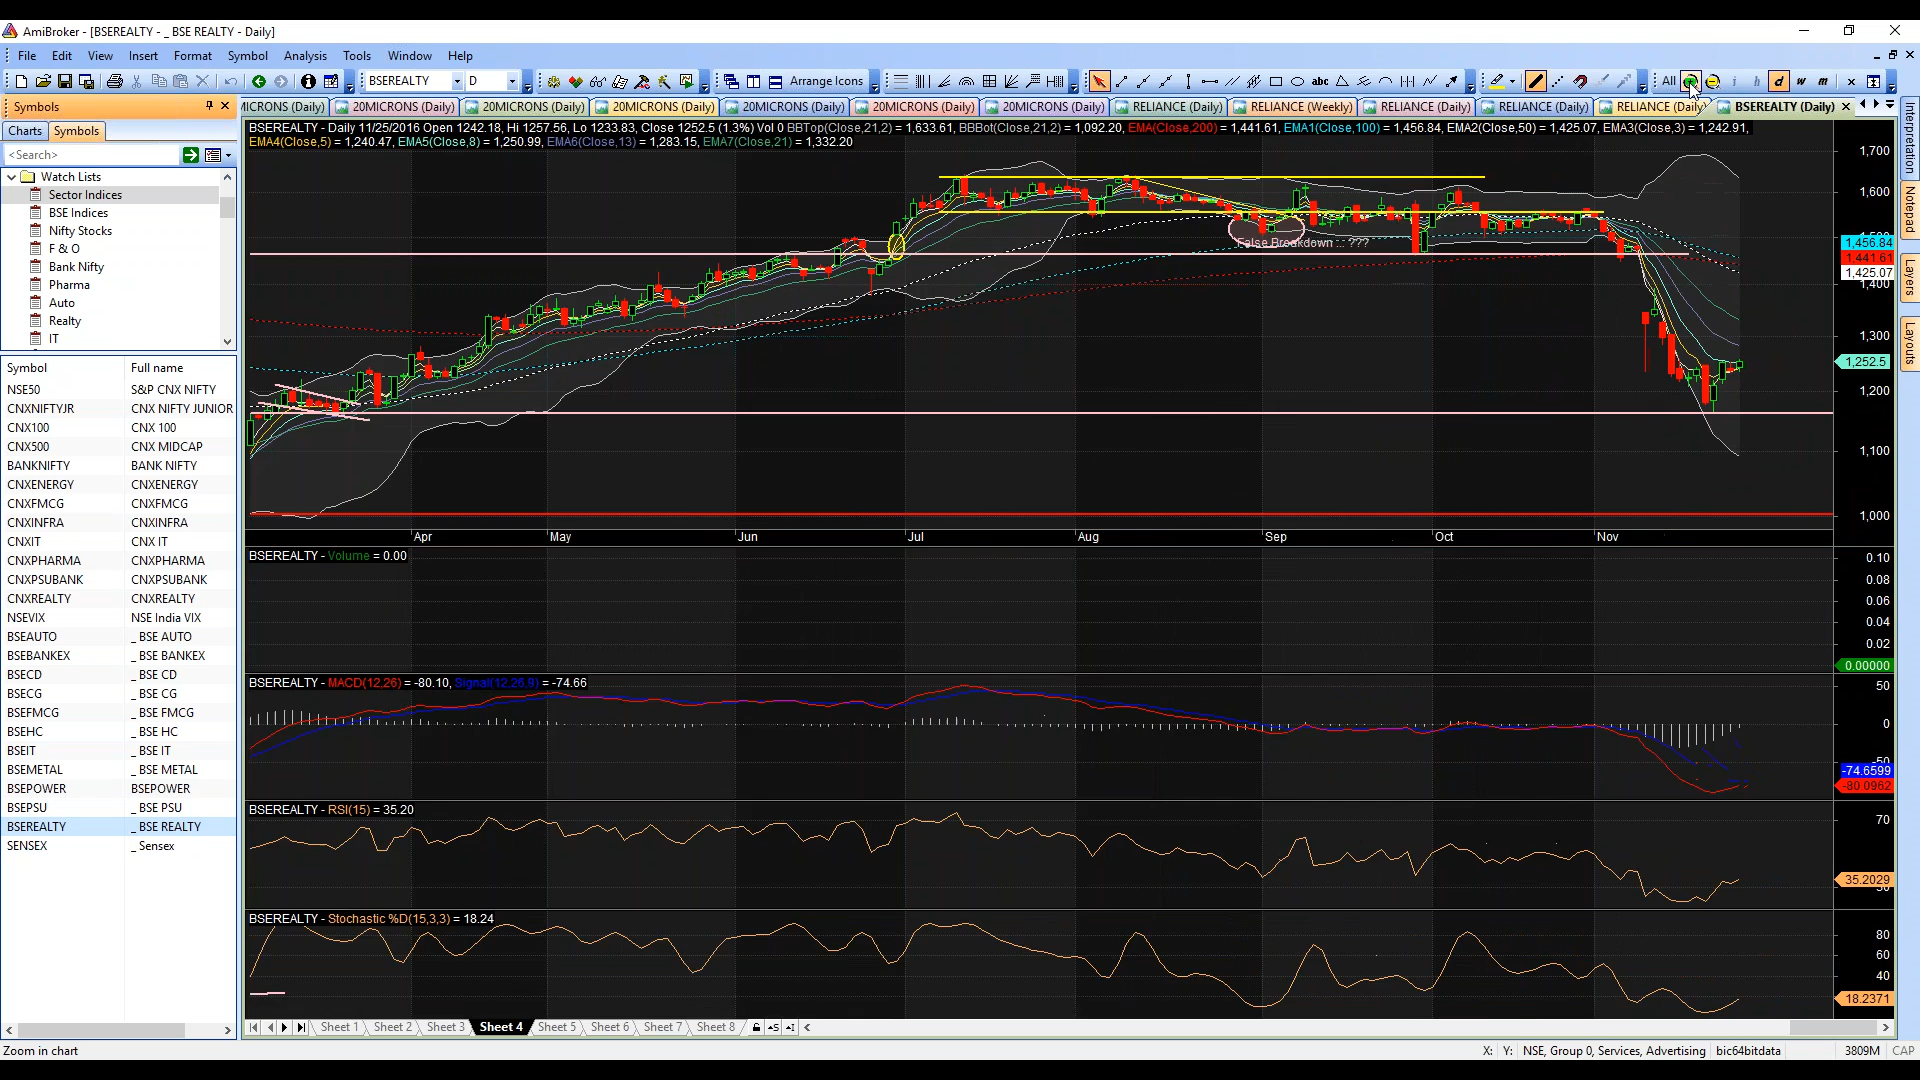 AmiBroker - [BSEREALTY - _ BSE REALTY - Daily]
File Edit View Insert Format Symbol Analysis Tools Window Help
BSEREALTY D Arrange Icons abc All i h d w m x
Symbols
MICRONS (Daily) 20MICRONS (Daily) 20MICRONS (Daily) 20MICRONS (Daily) 20MICRONS (Daily) 20MICRONS (Daily) 20MICRONS (Daily) RELIANCE (Daily) RELIANCE (Weekly) RELIANCE (Daily) RELIANCE (Daily) RELIANCE (Daily) BSEREALTY (Daily)
Charts Symbols
<Search>
Watch Lists
Sector Indices
BSE Indices
Nifty Stocks
F & O
Bank Nifty
Pharma
Auto
Realty
IT
Symbol Full name
NSE50 S&P CNX NIFTY
CNXNIFTYJR CNX NIFTY JUNIOR
CNX100 CNX 100
CNX500 CNX MIDCAP
BANKNIFTY BANK NIFTY
CNXENERGY CNXENERGY
CNXFMCG CNXFMCG
CNXINFRA CNXINFRA
CNXIT CNX IT
CNXPHARMA CNXPHARMA
CNXPSUBANK CNXPSUBANK
CNXREALTY CNXREALTY
NSEVIX NSE India VIX
BSEAUTO _ BSE AUTO
BSEBANKEX _ BSE BANKEX
BSECD _ BSE CD
BSECG _ BSE CG
BSEFMCG _ BSE FMCG
BSEHC _ BSE HC
BSEIT _ BSE IT
BSEMETAL _ BSE METAL
BSEPOWER BSEPOWER
BSEPSU _ BSE PSU
BSEREALTY _ BSE REALTY
SENSEX _ Sensex
BSEREALTY - Daily 11/25/2016 Open 1242.18, Hi 1257.56, Lo 1233.83, Close 1252.5 (1.3%) Vol 0 BBTop(Close,21,2) = 1,633.61, BBBot(Close,21,2) = 1,092.20, EMA(Close,200) = 1,441.61, EMA1(Close,100) = 1,456.84, EMA2(Close,50) = 1,425.07, EMA3(Close,3) = 1,242.91,
EMA4(Close,5) = 1,240.47, EMA5(Close,8) = 1,250.99, EMA6(Close,13) = 1,283.15, EMA7(Close,21) = 1,332.20
False Breakdown .. ???
1,700
1,600
1,456.84
1,441.61
1,425.07
1,400
1,300
1,252.5
1,200
1,100
1,000
Apr May Jun Jul Aug Sep Oct Nov
BSEREALTY - Volume = 0.00
0.10
0.08
0.06
0.04
0.02
0.00000
BSEREALTY - MACD(12,26) = -80.10, Signal(12,26,9) = -74.66
50
0
-74.6599
-80.0962
BSEREALTY - RSI(15) = 35.20
70
35.2029
BSEREALTY - Stochastic %D(15,3,3) = 18.24
80
60
40
18.2371
Sheet 1 Sheet 2 Sheet 3 Sheet 4 Sheet 5 Sheet 6 Sheet 7 Sheet 8
Interpretation
Notepad
Layers
Layouts
Zoom in chart X: Y: NSE, Group 0, Services, Advertising bic64bitdata 3809M CAP